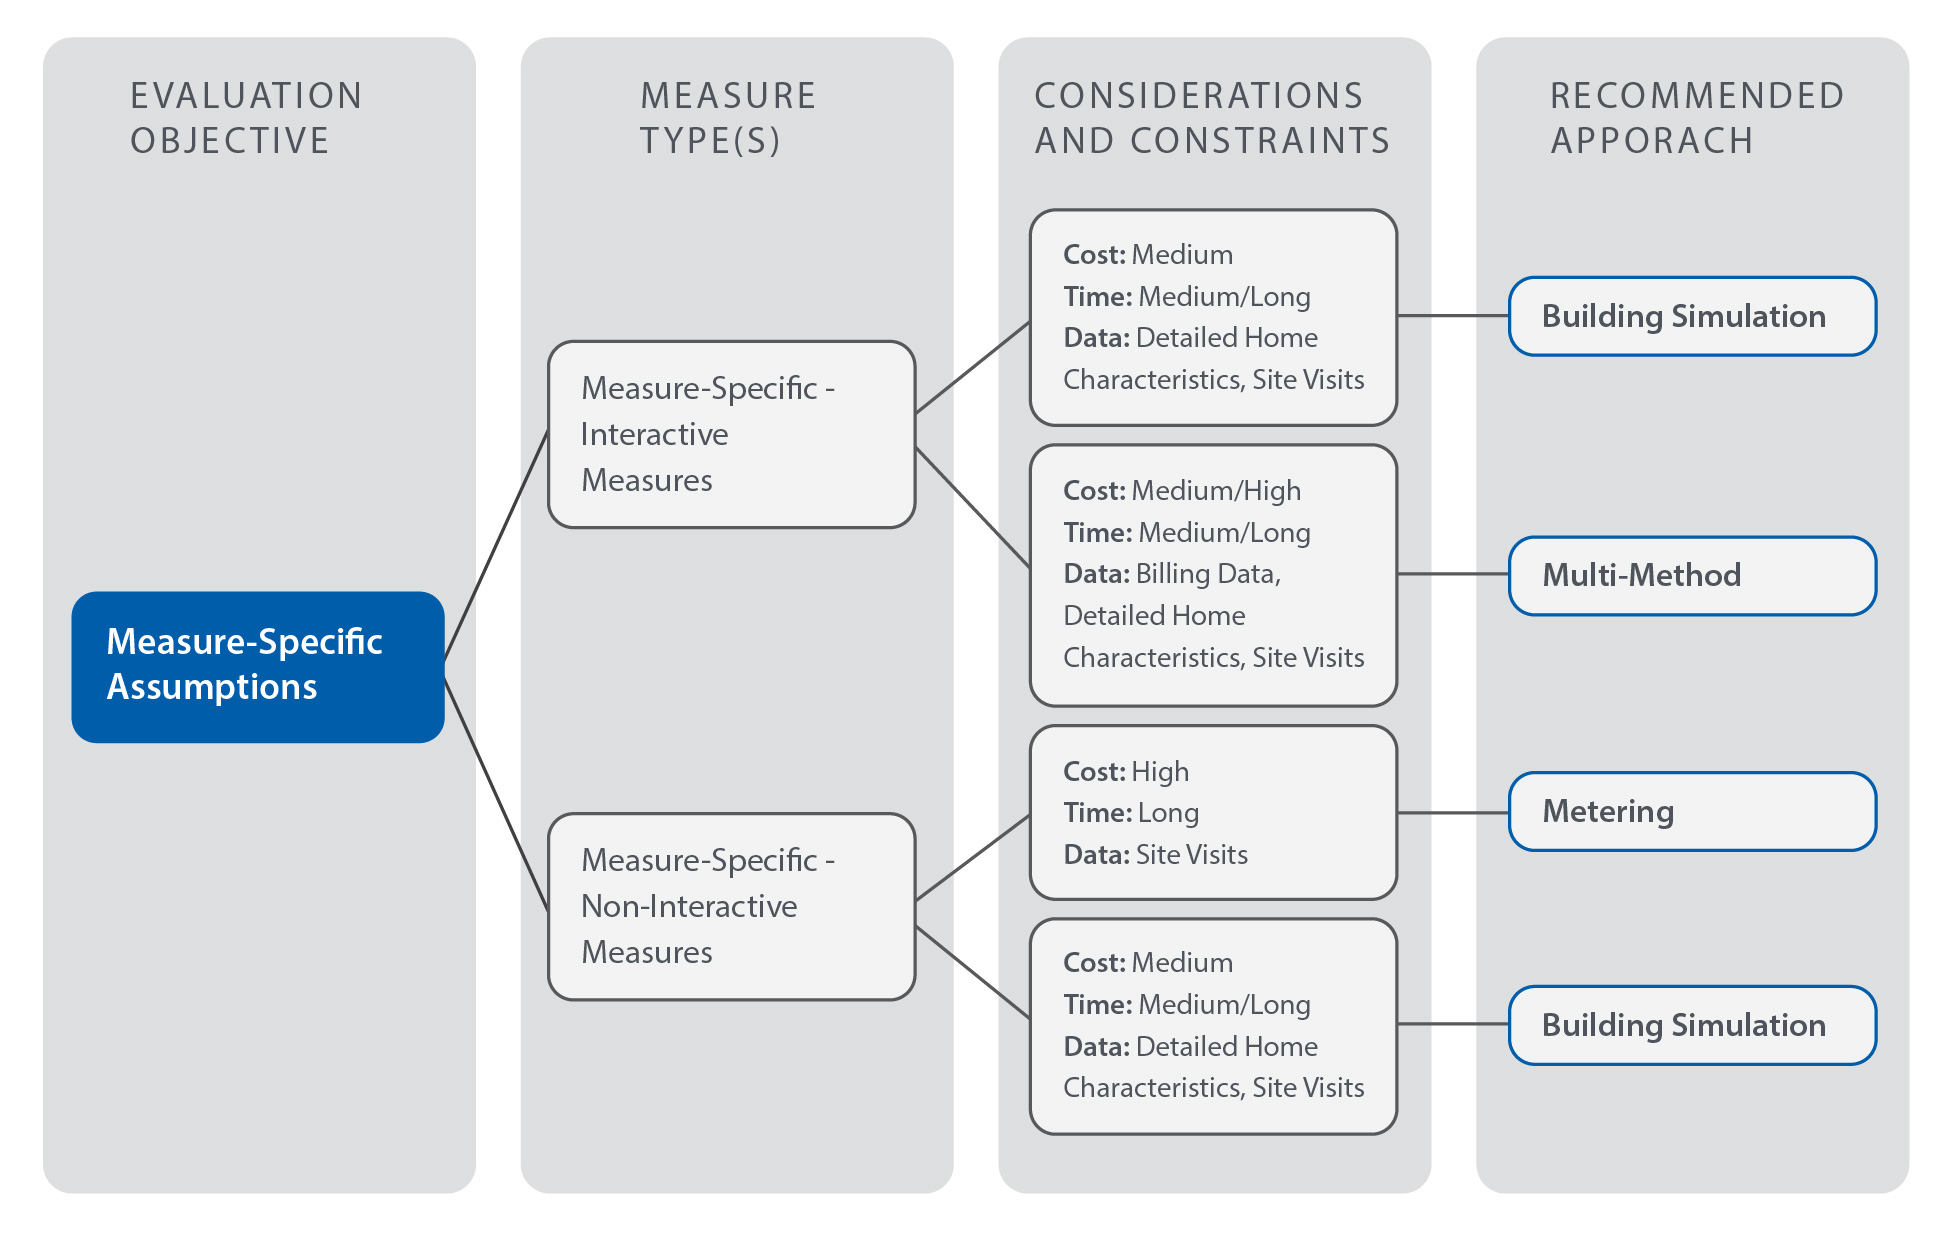 EVALUATION
OBJECTIVE
MEASURE
TYPE(S)
CONSIDERATIONS
AND CONSTRAINTS
RECOMMENDED
APPORACH
Measure-Specific
Assumptions
Measure-Specific -
Interactive
Measures
Measure-Specific -
Non-Interactive
Measures
Cost: Medium
Time: Medium/Long
Data: Detailed Home
Characteristics, Site Visits
Cost: Medium/High
Time: Medium/Long
Data: Billing Data,
Detailed Home
Characteristics, Site Visits
Cost: High
Time: Long
Data: Site Visits
Cost: Medium
Time: Medium/Long
Data: Detailed Home
Characteristics, Site Visits
Building Simulation
Multi-Method
Metering
Building Simulation